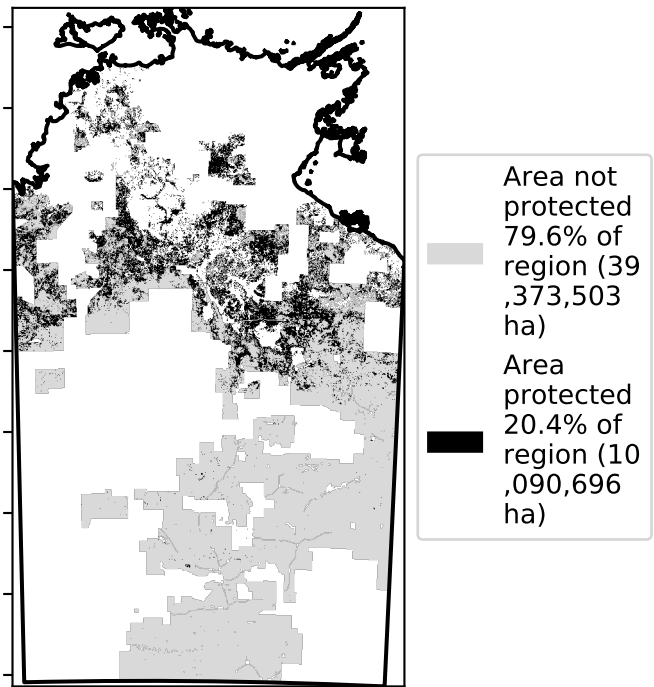 Area not
protected
79.6% of
region (39
,373,503
ha)
Area
protected
20.4% of
region (10
,090,696
ha)